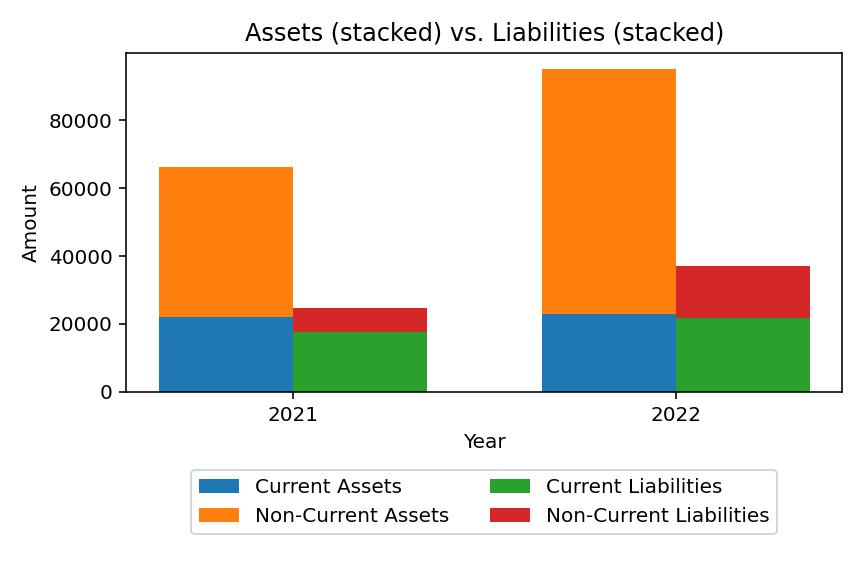 Assets (stacked) vs. Liabilities (stacked)
Amount
80000
60000
40000
20000
0
2021 2022
Year
Current Assets Current Liabilities
Non-Current Assets Non-Current Liabilities